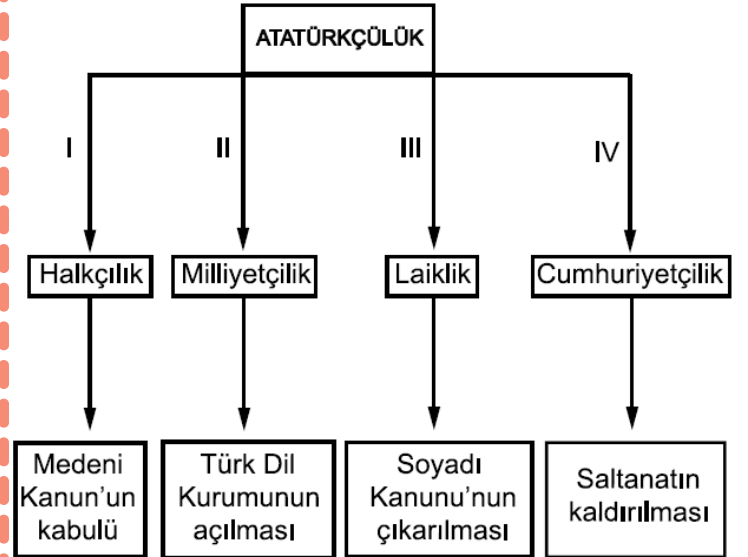 ATATÜRKÇÜLÜK
I
II
III
IV
Halkçılık
Milliyetçilik
Laiklik
Cumhuriyetçilik
Medeni
Kanun'un
kabulü
Türk Dil
Kurumunun
açılması
Soyadı
Kanunu'nun
çıkarılması
Saltanatın
kaldırılması